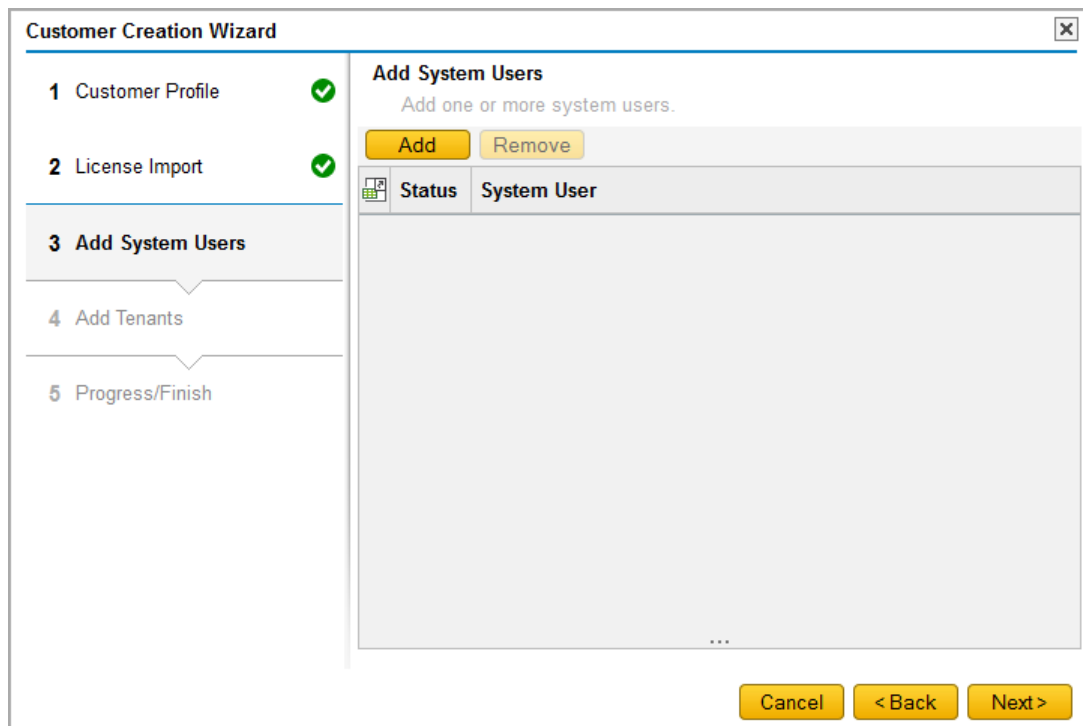 Customer Creation Wizard
1 Customer Profile
2 License Import
3 Add System Users
4 Add Tenants
5 Progress/Finish
Add System Users
Add one or more system users.
Add Remove
Status System User
...
Cancel < Back Next >